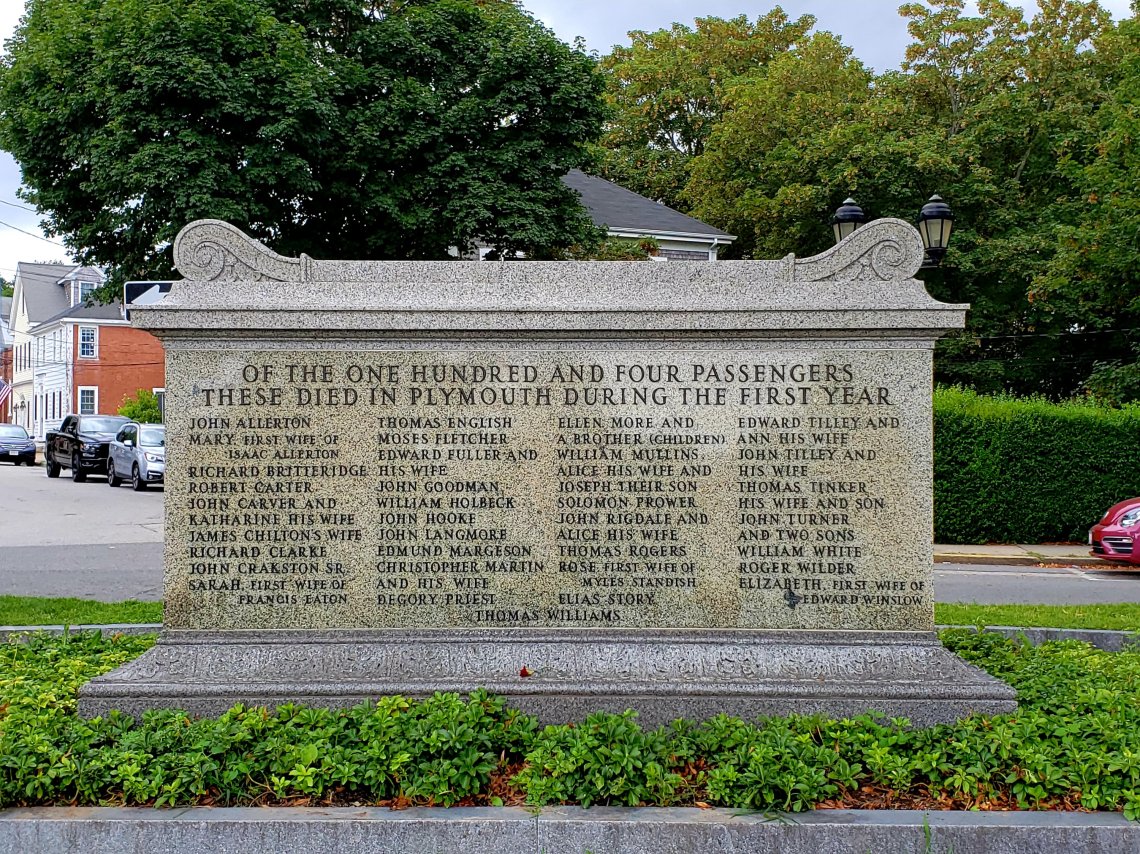 OF THE ONE HUNDRED AND FOUR PASSENGERS
THESE DIED IN PLYMOUTH DURING THE FIRST YEAR
JOHN ALLERTON
MARY, FIRST WIFE OF
ISAAC ALLERTON
RICHARD BRITTERIDGE
ROBERT CARTER
JOHN CARVER AND
KATHARINE HIS WIFE
JAMES CHILTON'S WIFE
RICHARD CLARKE
JOHN CRAKSTON SR.
SARAH, FIRST WIFE OF
FRANCIS EATON
THOMAS ENGLISH
MOSES FLETCHER
EDWARD FULLER AND
HIS WIFE
JOHN GOODMAN
WILLIAM HOLBECK
JOHN HOOKE
JOHN LANGMORE
EDMUND MARGESON
CHRISTOPHER MARTIN
AND HIS WIFE
DEGORY PRIEST
ELLEN MORE AND
A BROTHER (CHILDREN)
WILLIAM MULLINS,
ALICE HIS WIFE AND
JOSEPH THEIR SON
SOLOMON PROWER
JOHN RIGDALE AND
ALICE HIS WIFE
THOMAS ROGERS
ROSE, FIRST WIFE OF
MYLES STANDISH
ELIAS STORY
EDWARD TILLEY AND
ANN HIS WIFE
JOHN TILLEY AND
HIS WIFE
THOMAS TINKER
HIS WIFE AND SON
JOHN TURNER
AND TWO SONS
WILLIAM WHITE
ROGER WILDER
ELIZABETH, FIRST WIFE OF
EDWARD WINSLOW
THOMAS WILLIAMS